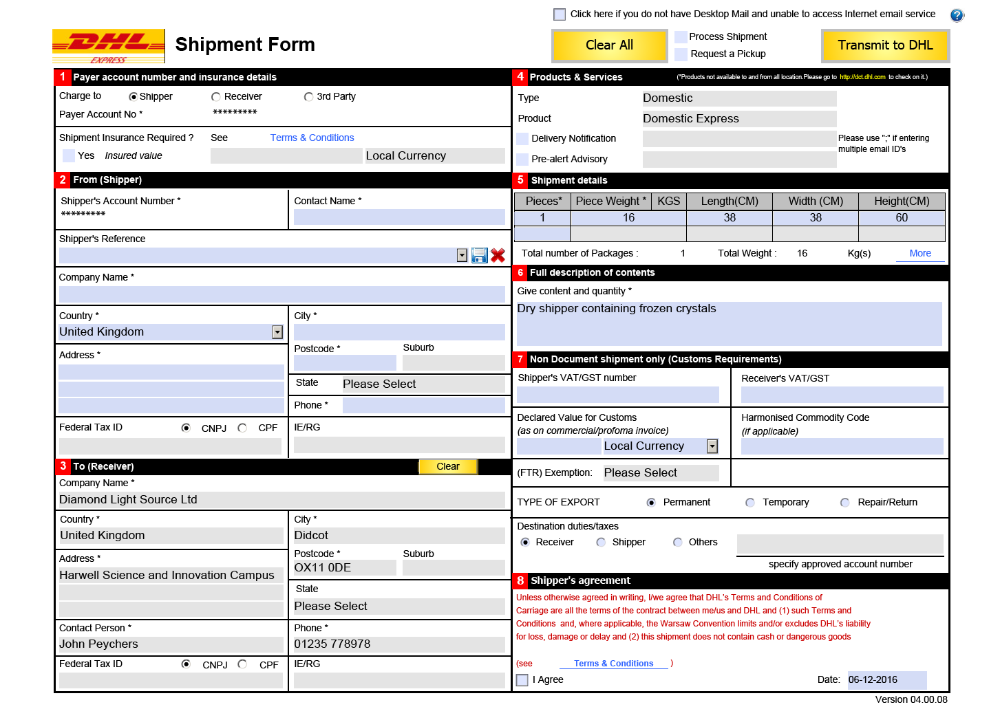 Click here if you do not have Desktop Mail and unable to access Internet email service
?
DHL
EXPRESS
Shipment Form
Clear All
Process Shipment
Request a Pickup
Transmit to DHL
1 Payer account number and insurance details
Charge to Shipper Receiver 3rd Party
Payer Account No * *********
Shipment Insurance Required ? See Terms & Conditions
Yes Insured value Local Currency
2 From (Shipper)
Shipper's Account Number *
*********
Contact Name *
Shipper's Reference
Company Name *
Country *
United Kingdom
City *
Postcode * Suburb
Address *
State Please Select
Phone *
Federal Tax ID CNPJ CPF
IE/RG
3 To (Receiver) Clear
Company Name *
Diamond Light Source Ltd
Country *
United Kingdom
City *
Didcot
Address *
Harwell Science and Innovation Campus
Postcode * Suburb
OX11 0DE
State
Please Select
Contact Person *
John Peychers
Phone *
01235 778978
Federal Tax ID CNPJ CPF
IE/RG
4 Products & Services (*Products not available to and from all location.Please go to http://dct.dhl.com to check on it.)
Type Domestic
Product Domestic Express
Delivery Notification
Please use ";" if entering
multiple email ID's
Pre-alert Advisory
5 Shipment details
Pieces* Piece Weight * KGS Length(CM) Width (CM) Height(CM)
1 16 38 38 60
Total number of Packages : 1 Total Weight : 16 Kg(s) More
6 Full description of contents
Give content and quantity *
Dry shipper containing frozen crystals
7 Non Document shipment only (Customs Requirements)
Shipper's VAT/GST number
Receiver's VAT/GST
Declared Value for Customs
(as on commercial/profoma invoice)
Local Currency
Harmonised Commodity Code
(if applicable)
(FTR) Exemption: Please Select
TYPE OF EXPORT Permanent Temporary Repair/Return
Destination duties/taxes
Receiver Shipper Others
specify approved account number
8 Shipper's agreement
Unless otherwise agreed in writing, I/we agree that DHL's Terms and Conditions of
Carriage are all the terms of the contract between me/us and DHL and (1) such Terms and
Conditions and, where applicable, the Warsaw Convention limits and/or excludes DHL's liability
for loss, damage or delay and (2) this shipment does not contain cash or dangerous goods
(see Terms & Conditions )
I Agree Date: 06-12-2016
Version 04.00.08